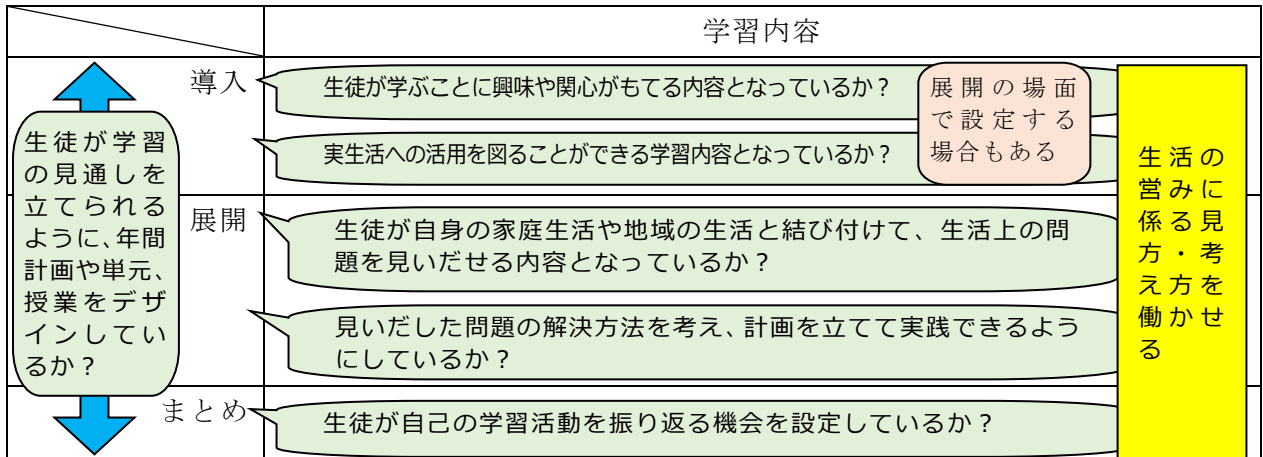 学習内容
導入
生徒が学ぶことに興味や関心がもてる内容となっているか?
展開の場面
で設定する
場合もある
実生活への活用を図ることができる学習内容となっているか?
生徒が学習
の見通しを
立てられる
ように、年間
計画や単元、
授業をデザ
インしてい
るか?
展開
生徒が自身の家庭生活や地域の生活と結び付けて、生活上の問
題を見いだせる内容となっているか?
見いだした問題の解決方法を考え、計画を立てて実践できるよう
にしているか?
まとめ
生徒が自己の学習活動を振り返る機会を設定しているか?
生活の
営みに
係る見
方・考
え方を
働かせ
る